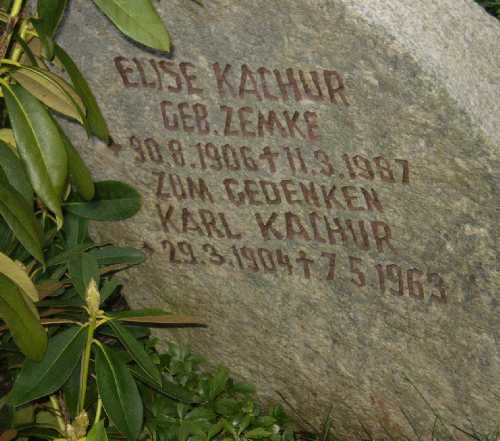 ELISE KACHUR
GEB. ZEMKE
* 30.8.1906 † 11.3.1987
ZUM GEDENKEN
KARL KACHUR
* 29.3.1904 † 7.5.1963